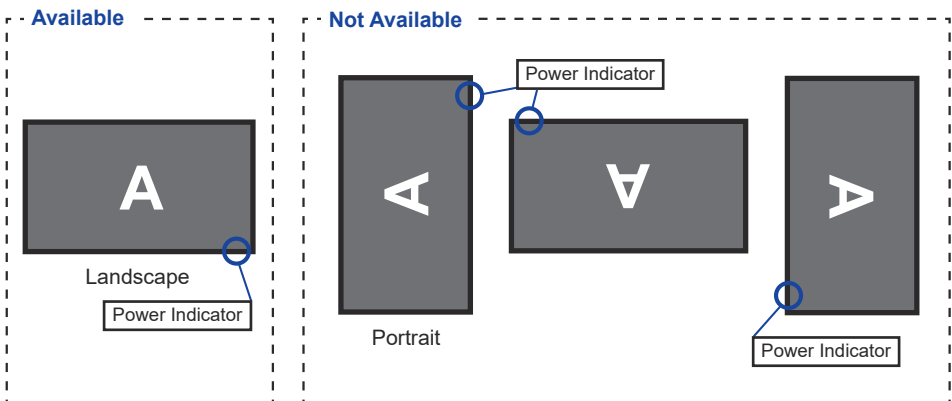 Available
A
Landscape
Power Indicator
Not Available
Power Indicator
A
A
A
Portrait
Power Indicator